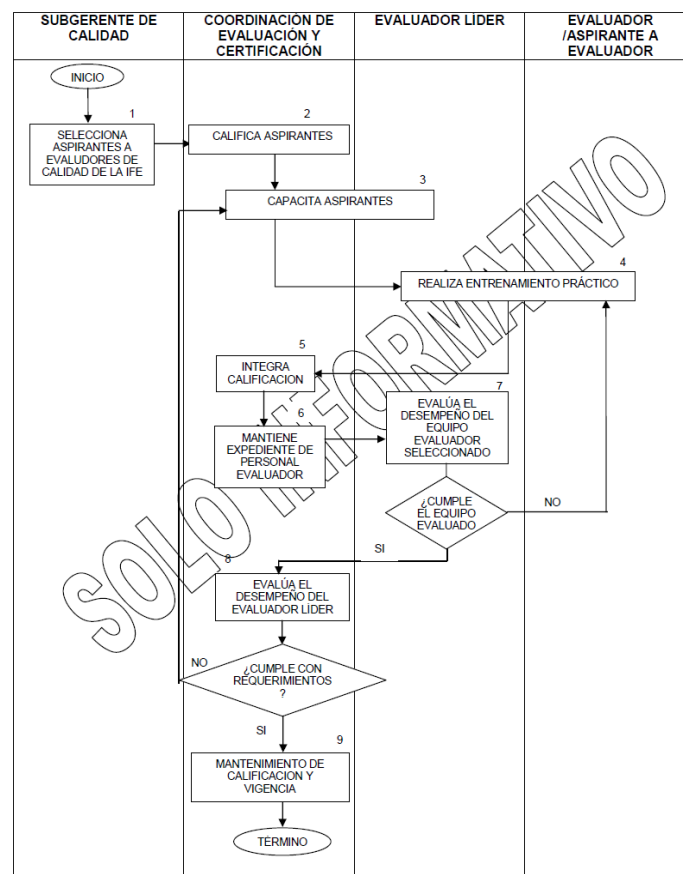 SUBGERENTE DE
CALIDAD
COORDINACIÓN DE
EVALUACIÓN Y
CERTIFICACIÓN
EVALUADOR LÍDER
EVALUADOR
/ASPIRANTE A
EVALUADOR
INICIO
1
SELECCIONA
ASPIRANTES A
EVALUDORES DE
CALIDAD DE LA IFE
2
CALIFICA ASPIRANTES
3
CAPACITA ASPIRANTES
4
REALIZA ENTRENAMIENTO PRÁCTICO
5
INTEGRA
CALIFICACION
6
MANTIENE
EXPEDIENTE DE
PERSONAL
EVALUADOR
7
EVALÚA EL
DESEMPEÑO DEL
EQUIPO
EVALUADOR
SELECCIONADO
¿CUMPLE
EL EQUIPO
EVALUADO
NO
SI
8
EVALÚA EL
DESEMPEÑO DEL
EVALUADOR LÍDER
NO
¿CUMPLE CON
REQUERIMIENTOS
?
SI
9
MANTENIMIENTO DE
CALIFICACION Y
VIGENCIA
TÉRMINO
SOLO INFORMATIVO